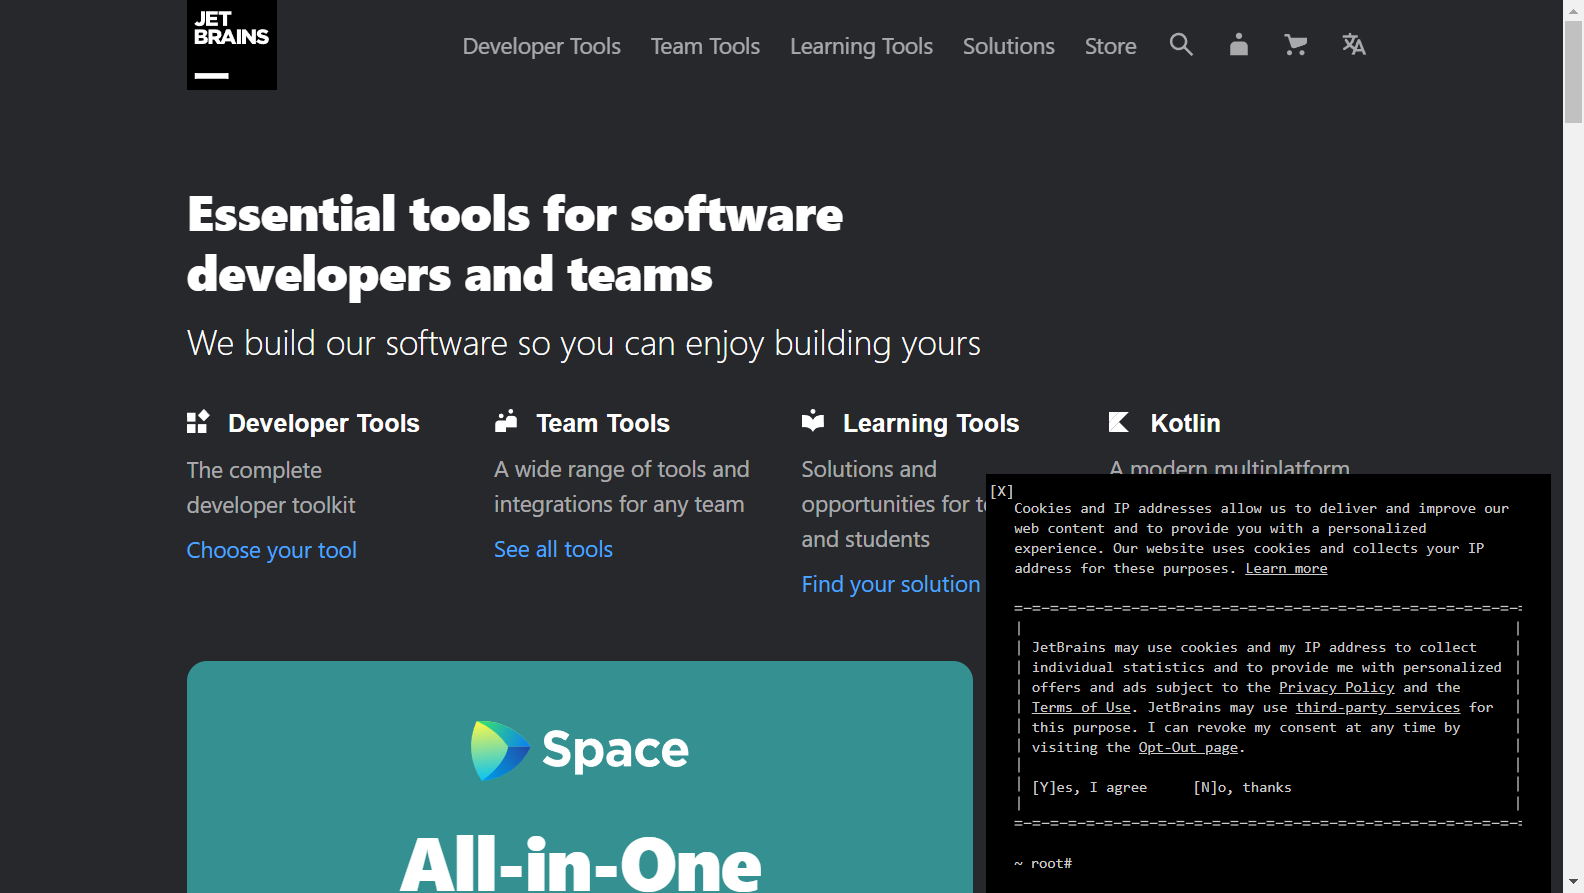 JET
BRAINS
Developer Tools
Team Tools
Learning Tools
Solutions
Store
Essential tools for software
developers and teams
We build our software so you can enjoy building yours
Developer Tools
The complete
developer toolkit
Choose your tool
Team Tools
A wide range of tools and
integrations for any team
See all tools
Learning Tools
Solutions and
opportunities for
and students
Find your solution
Kotlin
A modern multiplatform
Space
All-in-One
[X]
Cookies and IP addresses allow us to deliver and improve our
web content and to provide you with a personalized
experience. Our website uses cookies and collects your IP
address for these purposes. Learn more
JetBrains may use cookies and my IP address to collect
individual statistics and to provide me with personalized
offers and ads subject to the Privacy Policy and the
Terms of Use. JetBrains may use third-party services for
this purpose. I can revoke my consent at any time by
visiting the Opt-Out page.
[Y]es, I agree
[N]o, thanks
~ root#